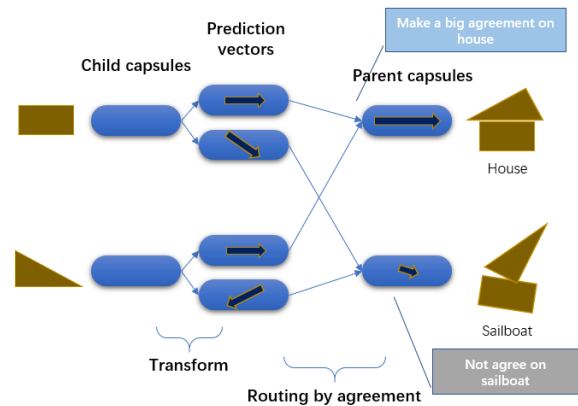 Make a big agreement on
house
Prediction
vectors
Child capsules
Parent capsules
House
Sailboat
Transform
Not agree on
sailboat
Routing by agreement